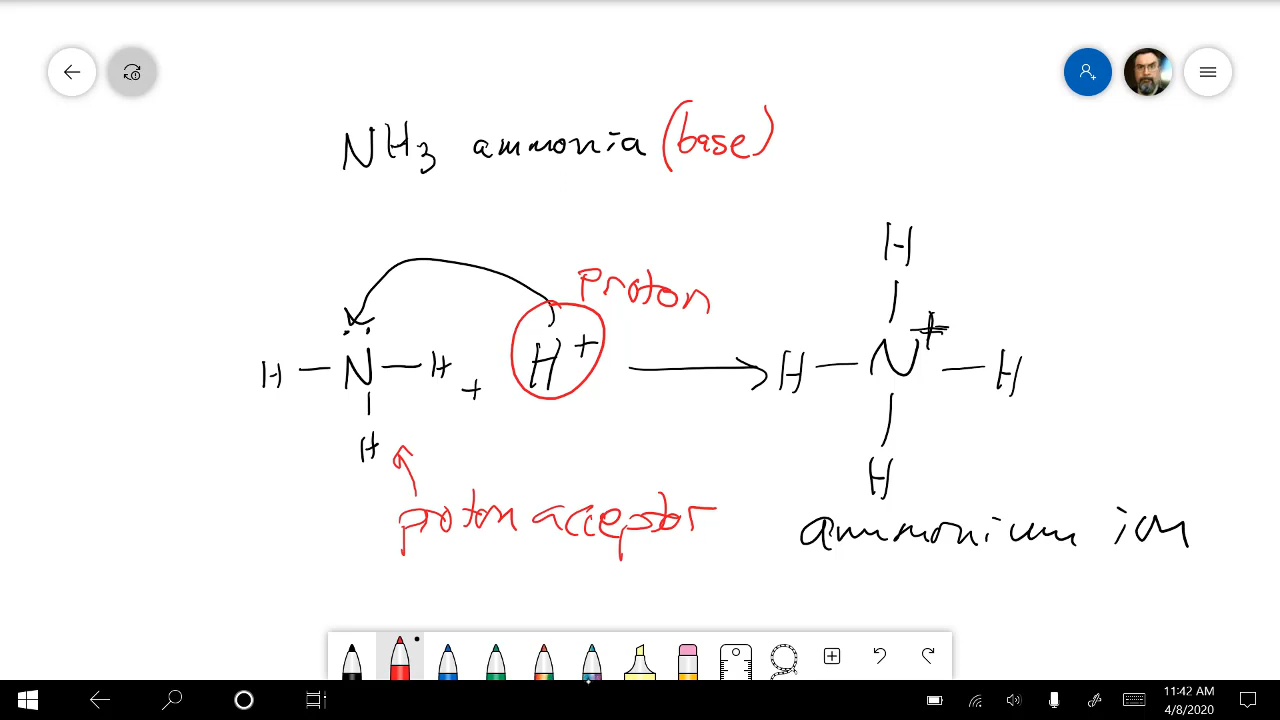 NH3 ammonia (base)
H
Proton
H – N – H + H+ → H – N+ – H
H
H
proton acceptor
ammonium ion
11:42 AM
4/8/2020